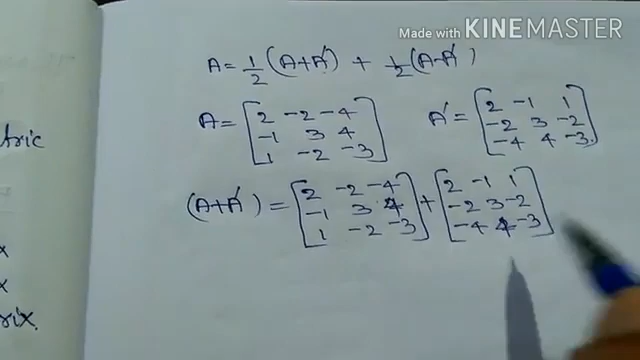 Made with KINEMASTER
A = 1/2 (A+A') + 1/2 (A-A')
tric
A = [2 -2 -4 A' = [2 -1 1
-1 3 4 -2 3 -2
1 -2 -3] -4 4 -3]
(A+A') = [2 -2 -4 + [2 -1 1
-1 3 4 -2 3 -2
1 -2 -3] -4 4 -3]
x
x
rix.